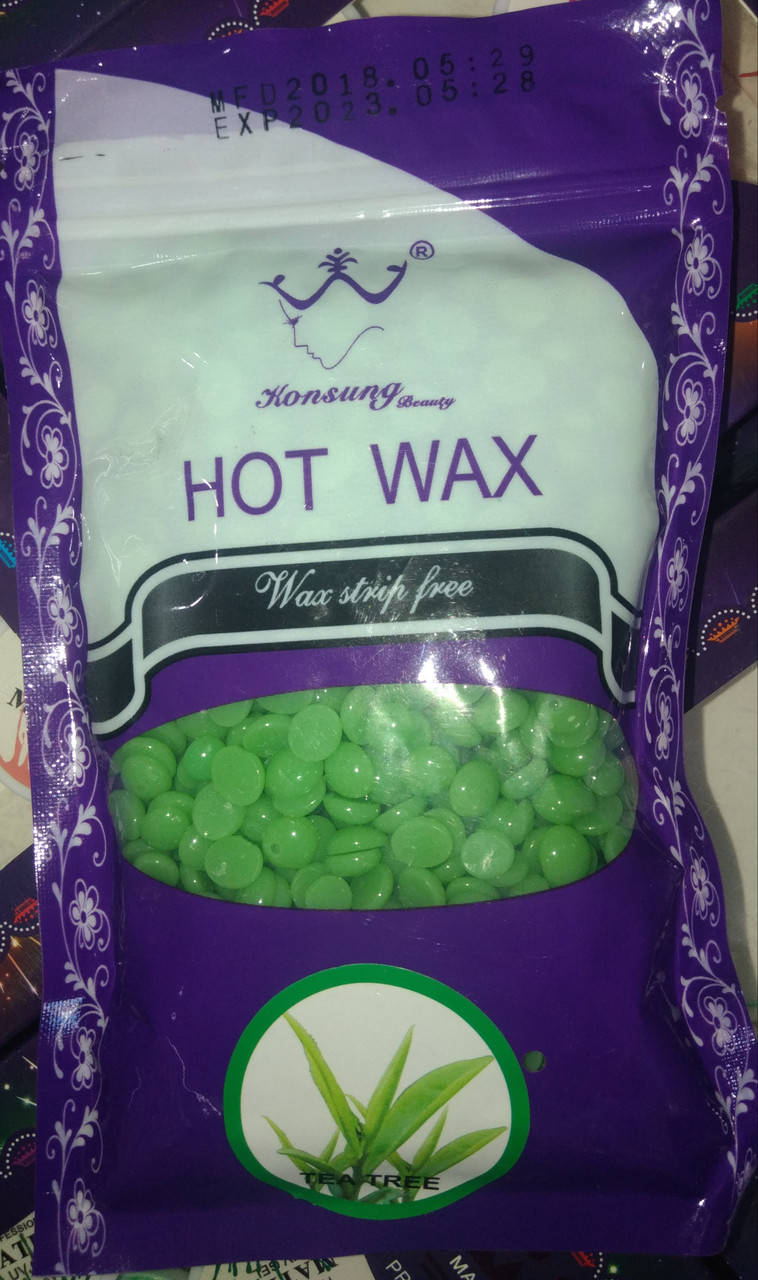 MFD2018.05:29
EXP2023.05:28
®
Konsung Beauty
HOT WAX
Wax strip free
TEA TREE